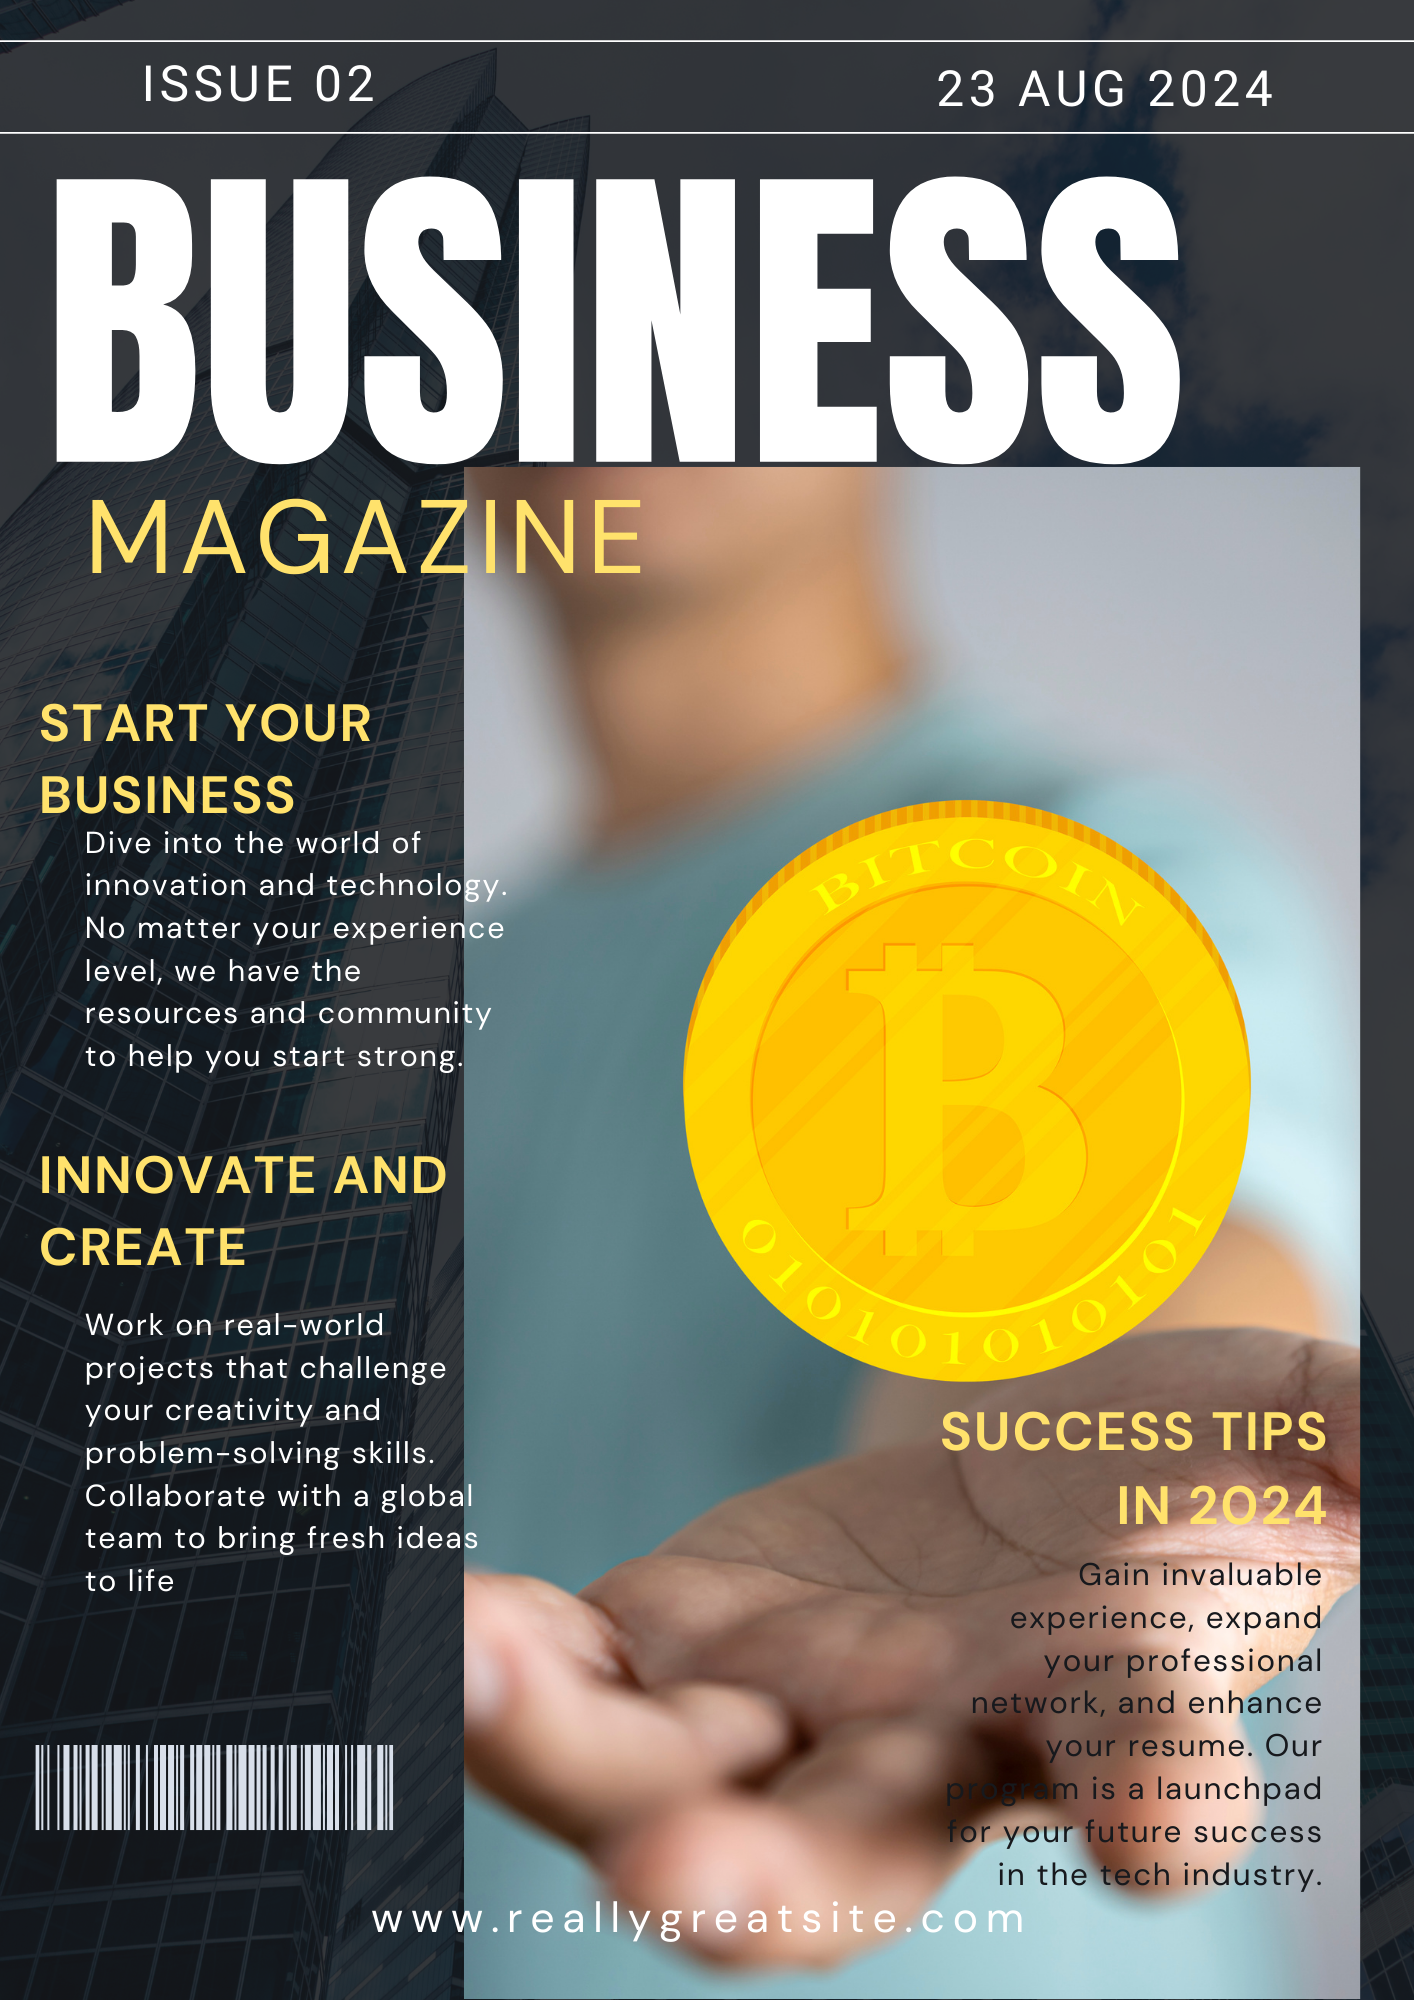 ISSUE 02
23 AUG 2024
BUSINESS
MAGAZINE
START YOUR
BUSINESS
Dive into the world of
innovation and technology.
No matter your experience
level, we have the
resources and community
to help you start strong.
INNOVATE AND
CREATE
Work on real-world
projects that challenge
your creativity and
problem-solving skills.
Collaborate with a global
team to bring fresh ideas
to life
BITCOIN
B
010101010101
SUCCESS TIPS
IN 2024
Gain invaluable
experience, expand
your professional
network, and enhance
your resume. Our
program is a launchpad
for your future success
in the tech industry.
www.reallygreatsite.com